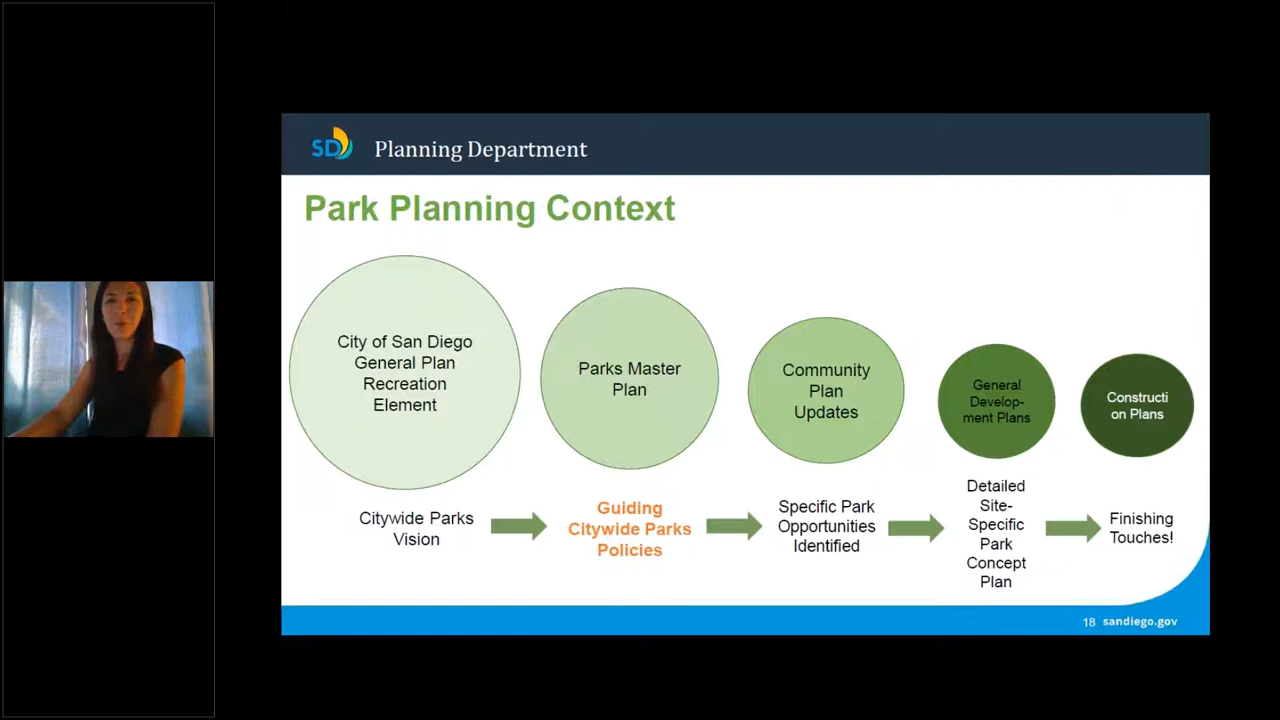 SD
Planning Department
Park Planning Context
City of San Diego
General Plan
Recreation
Element
Parks Master
Plan
Community
Plan
Updates
General
Develop-
ment Plans
Constructi
on Plans
Citywide Parks
Vision
Guiding
Citywide Parks
Policies
Specific Park
Opportunities
Identified
Detailed
Site-
Specific
Park
Concept
Plan
Finishing
Touches!
18 sandiego.gov